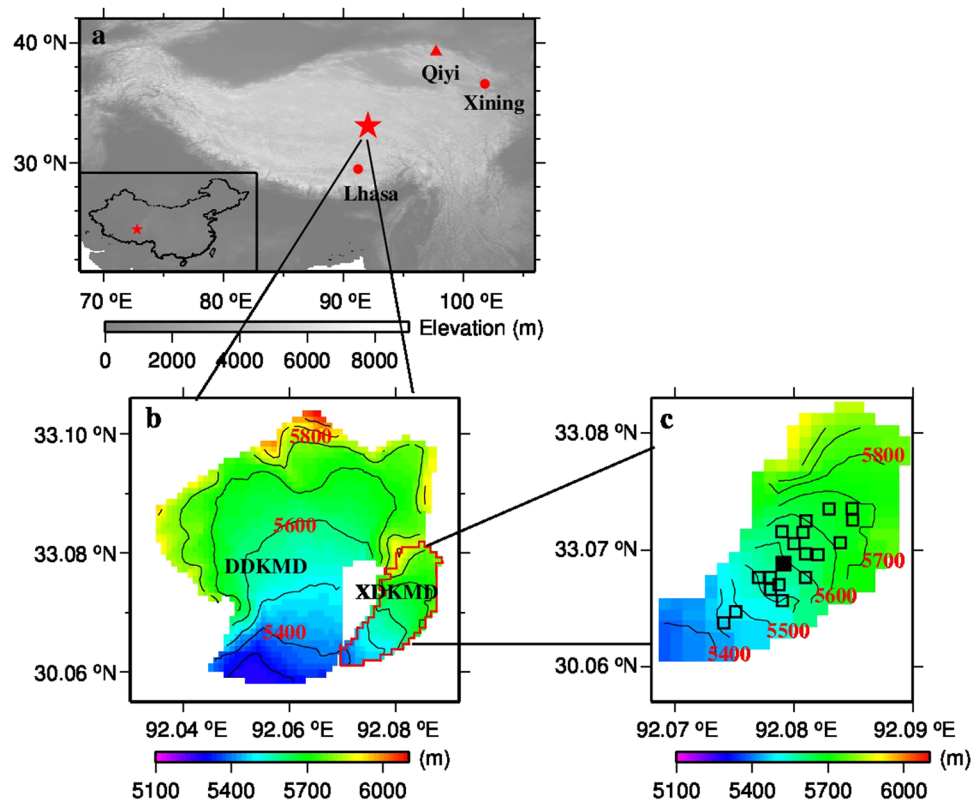 a
40 ºN
Qiyi
Xining
30 ºN
Lhasa
70 ºE 80 ºE 90 ºE 100 ºE
Elevation (m)
0 2000 4000 6000 8000
b
33.10 ºN
5800
5600
33.08 ºN
DDKMD
XDKMD
5400
30.06 ºN
92.04 ºE 92.06 ºE 92.08 ºE
(m)
5100 5400 5700 6000
c
33.08 ºN
5800
33.07 ºN
5700
5600
5500
30.06 ºN
5400
92.07 ºE 92.08 ºE 92.09 ºE
(m)
5100 5400 5700 6000